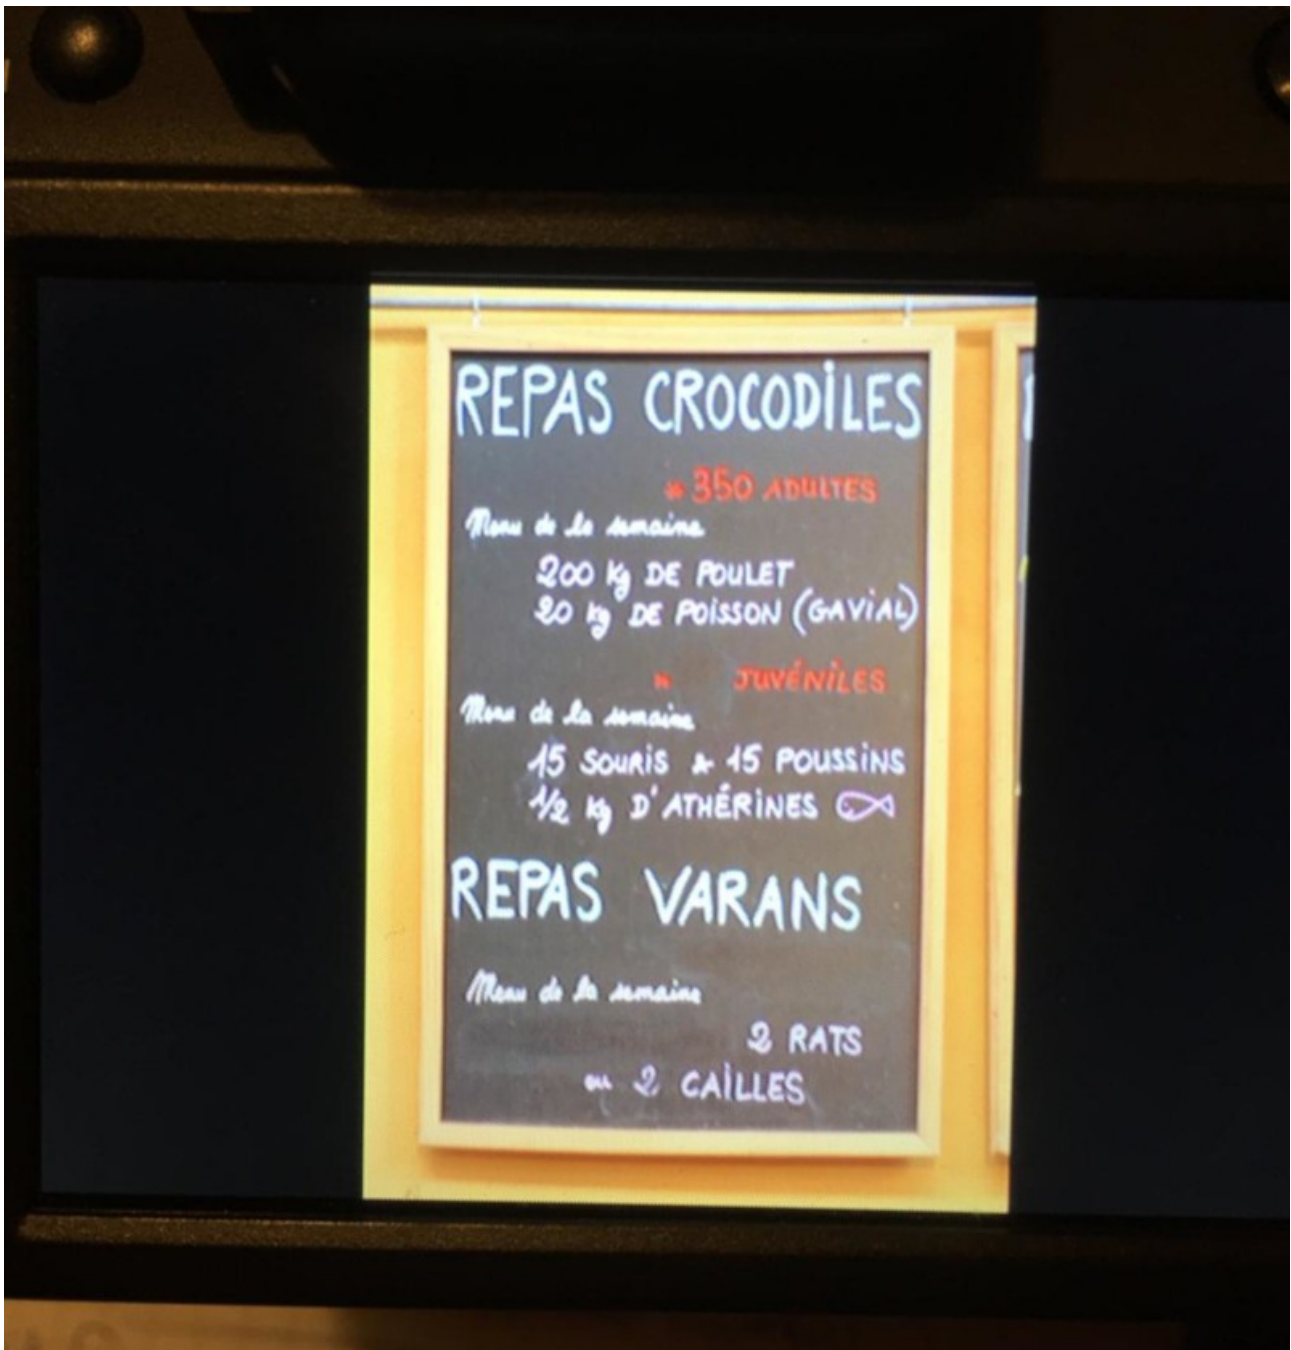 REPAS CROCODILES
* 350 ADULTES
Menu de la semaine
200 Kg DE POULET
20 Kg DE POISSON (GAVIAL)
* JUVÉNILES
Menu de la semaine
15 SOURIS & 15 POUSSINS
1/2 Kg D'ATHÉRINES
REPAS VARANS
Menu de la semaine
2 RATS
ou 2 CAILLES